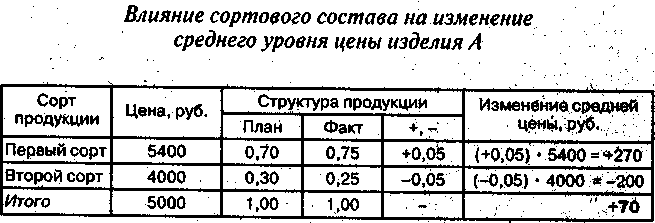 Влияние сортового состава на изменение
среднего уровня цены изделия А
Сорт продукции | Цена, руб. | Структура продукции | Изменение средней цены, руб.
План | Факт | +, –
Первый сорт | 5400 | 0,70 | 0,75 | +0,05 | (+0,05) · 5400 = +270
Второй сорт | 4000 | 0,30 | 0,25 | –0,05 | (–0,05) · 4000 = –200
Итого | 5000 | 1,00 | 1,00 | – | +70